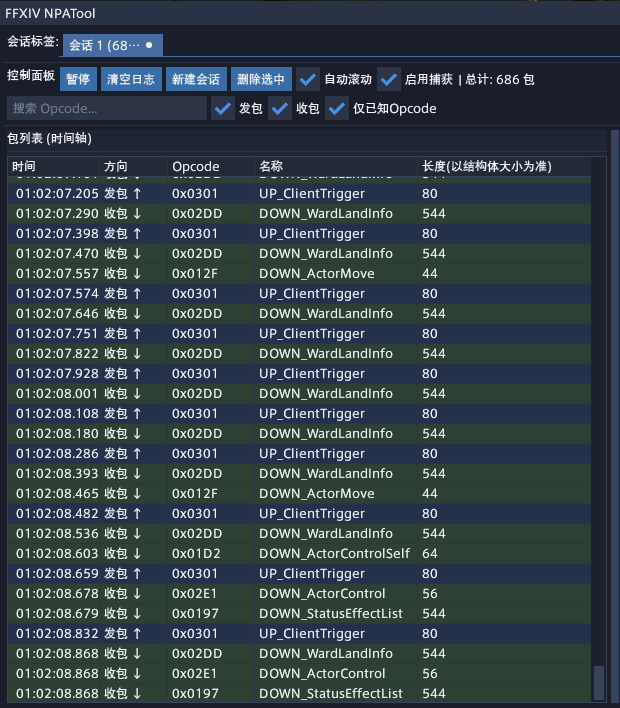 FFXIV NPATool
会话标签: 会话 1 (68··· ●
控制面板 暂停 清空日志 新建会话 删除选中 自动滚动 启用捕获 | 总计: 686 包
搜索 Opcode... 发包 收包 仅已知Opcode
包列表 (时间轴)
时间 方向 Opcode 名称 长度(以结构体大小为准)
01:02:07.205 发包 ↑ 0x0301 UP_ClientTrigger 80
01:02:07.290 收包 ↓ 0x02DD DOWN_WardLandInfo 544
01:02:07.398 发包 ↑ 0x0301 UP_ClientTrigger 80
01:02:07.470 收包 ↓ 0x02DD DOWN_WardLandInfo 544
01:02:07.557 收包 ↓ 0x012F DOWN_ActorMove 44
01:02:07.574 发包 ↑ 0x0301 UP_ClientTrigger 80
01:02:07.646 收包 ↓ 0x02DD DOWN_WardLandInfo 544
01:02:07.751 发包 ↑ 0x0301 UP_ClientTrigger 80
01:02:07.822 收包 ↓ 0x02DD DOWN_WardLandInfo 544
01:02:07.928 发包 ↑ 0x0301 UP_ClientTrigger 80
01:02:08.001 收包 ↓ 0x02DD DOWN_WardLandInfo 544
01:02:08.108 发包 ↑ 0x0301 UP_ClientTrigger 80
01:02:08.180 收包 ↓ 0x02DD DOWN_WardLandInfo 544
01:02:08.286 发包 ↑ 0x0301 UP_ClientTrigger 80
01:02:08.393 收包 ↓ 0x02DD DOWN_WardLandInfo 544
01:02:08.465 收包 ↓ 0x012F DOWN_ActorMove 44
01:02:08.482 发包 ↑ 0x0301 UP_ClientTrigger 80
01:02:08.536 收包 ↓ 0x02DD DOWN_WardLandInfo 544
01:02:08.603 收包 ↓ 0x01D2 DOWN_ActorControlSelf 64
01:02:08.659 发包 ↑ 0x0301 UP_ClientTrigger 80
01:02:08.678 收包 ↓ 0x02E1 DOWN_ActorControl 56
01:02:08.679 收包 ↓ 0x0197 DOWN_StatusEffectList 544
01:02:08.832 发包 ↑ 0x0301 UP_ClientTrigger 80
01:02:08.868 收包 ↓ 0x02DD DOWN_WardLandInfo 544
01:02:08.868 收包 ↓ 0x02E1 DOWN_ActorControl 56
01:02:08.868 收包 ↓ 0x0197 DOWN_StatusEffectList 544